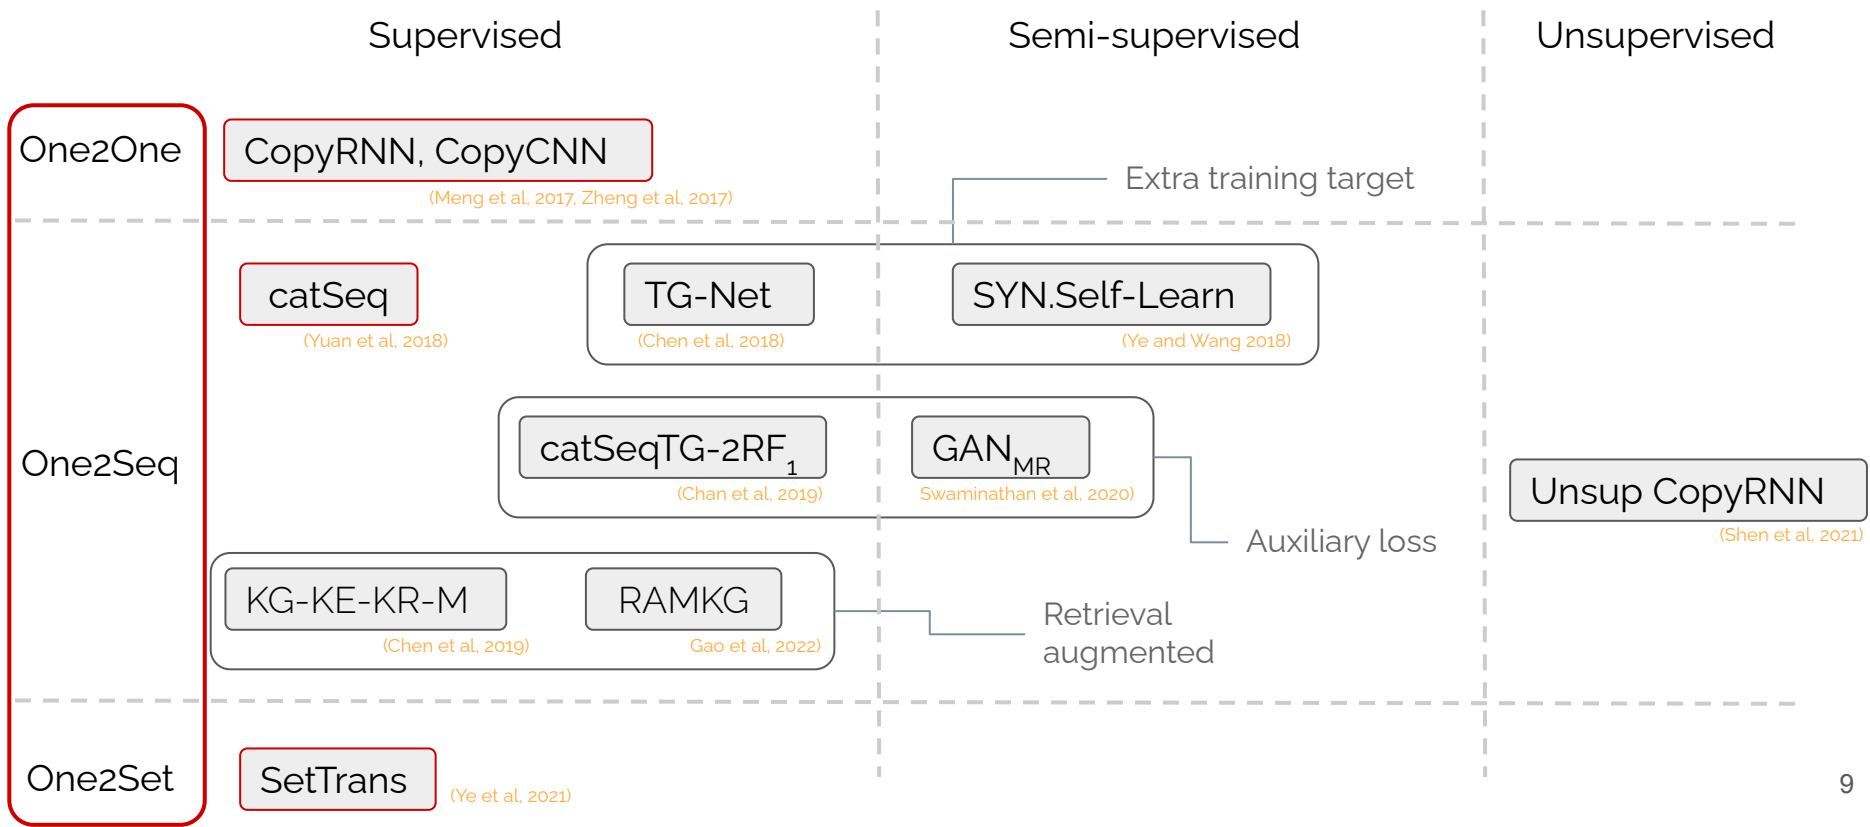 Supervised
Semi-supervised
Unsupervised
One2One
CopyRNN, CopyCNN
(Meng et al, 2017, Zheng et al, 2017)
Extra training target
catSeq
(Yuan et al, 2018)
TG-Net
(Chen et al, 2018)
SYN.Self-Learn
(Ye and Wang 2018)
One2Seq
catSeqTG-2RF1
(Chan et al, 2019)
GANMR
Swaminathan et al, 2020)
Auxiliary loss
Unsup CopyRNN
(Shen et al, 2021)
KG-KE-KR-M
(Chen et al, 2019)
RAMKG
Gao et al, 2022)
Retrieval
augmented
One2Set
SetTrans
(Ye et al, 2021)
9